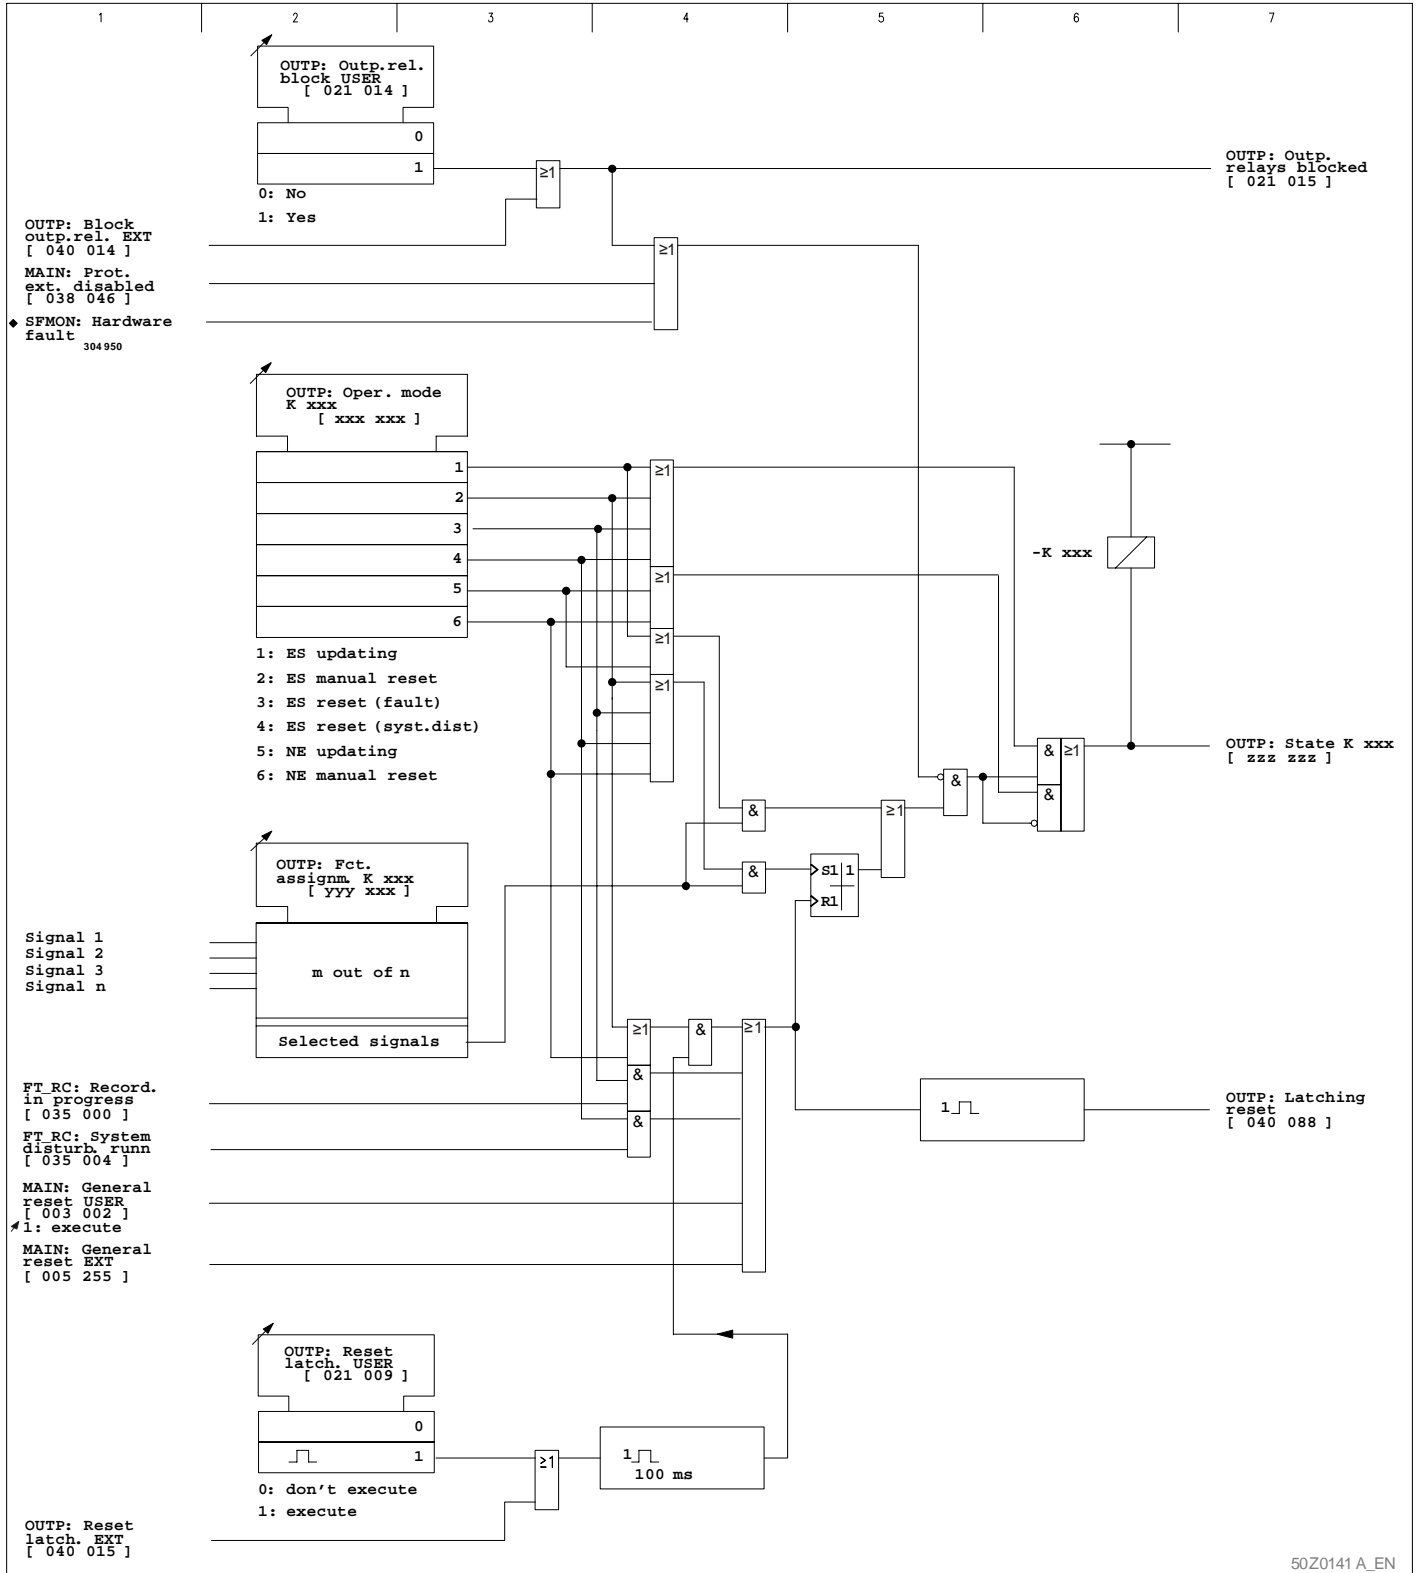 1 2 3 4 5 6 7
OUTP: Outp.rel.
block USER
[ 021 014 ]
0
1
0: No
1: Yes
≥1
OUTP: Outp.
relays blocked
[ 021 015 ]
OUTP: Block
outp.rel. EXT
[ 040 014 ]
≥1
MAIN: Prot.
ext. disabled
[ 038 046 ]
SFMON: Hardware
fault
304 950
OUTP: Oper. mode
K xxx
[ xxx xxx ]
1
2
3
4
5
6
≥1
≥1
≥1
≥1
1: ES updating
2: ES manual reset
3: ES reset (fault)
4: ES reset (syst.dist)
5: NE updating
6: NE manual reset
-K xxx
& ≥1
&
OUTP: State K xxx
[ zzz zzz ]
&
& ≥1
& S1 1
R1
OUTP: Fct.
assignm. K xxx
[ yyy xxx ]
Signal 1
Signal 2
Signal 3
Signal n
m out of n
Selected signals
≥1 & ≥1
&
&
FT_RC: Record.
in progress
[ 035 000 ]
FT_RC: System
disturb. runn
[ 035 004 ]
1
OUTP: Latching
reset
[ 040 088 ]
MAIN: General
reset USER
[ 003 002 ]
1: execute
MAIN: General
reset EXT
[ 005 255 ]
OUTP: Reset
latch. USER
[ 021 009 ]
0
1
0: don't execute
1: execute
≥1
1
100 ms
OUTP: Reset
latch. EXT
[ 040 015 ]
50Z0141 A_EN